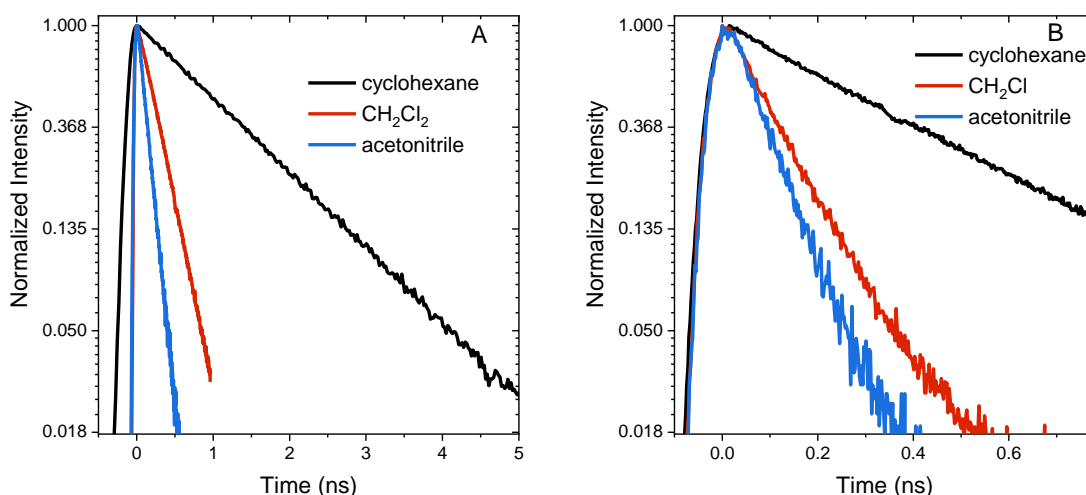 A
1.000
cyclohexane
CH₂Cl₂
acetonitrile
0.368
0.135
0.050
0.018
Normalized Intensity
0 1 2 3 4 5
Time (ns)
B
1.000
cyclohexane
CH₂Cl
acetonitrile
0.368
0.135
0.050
0.018
Normalized Intensity
0.0 0.2 0.4 0.6
Time (ns)